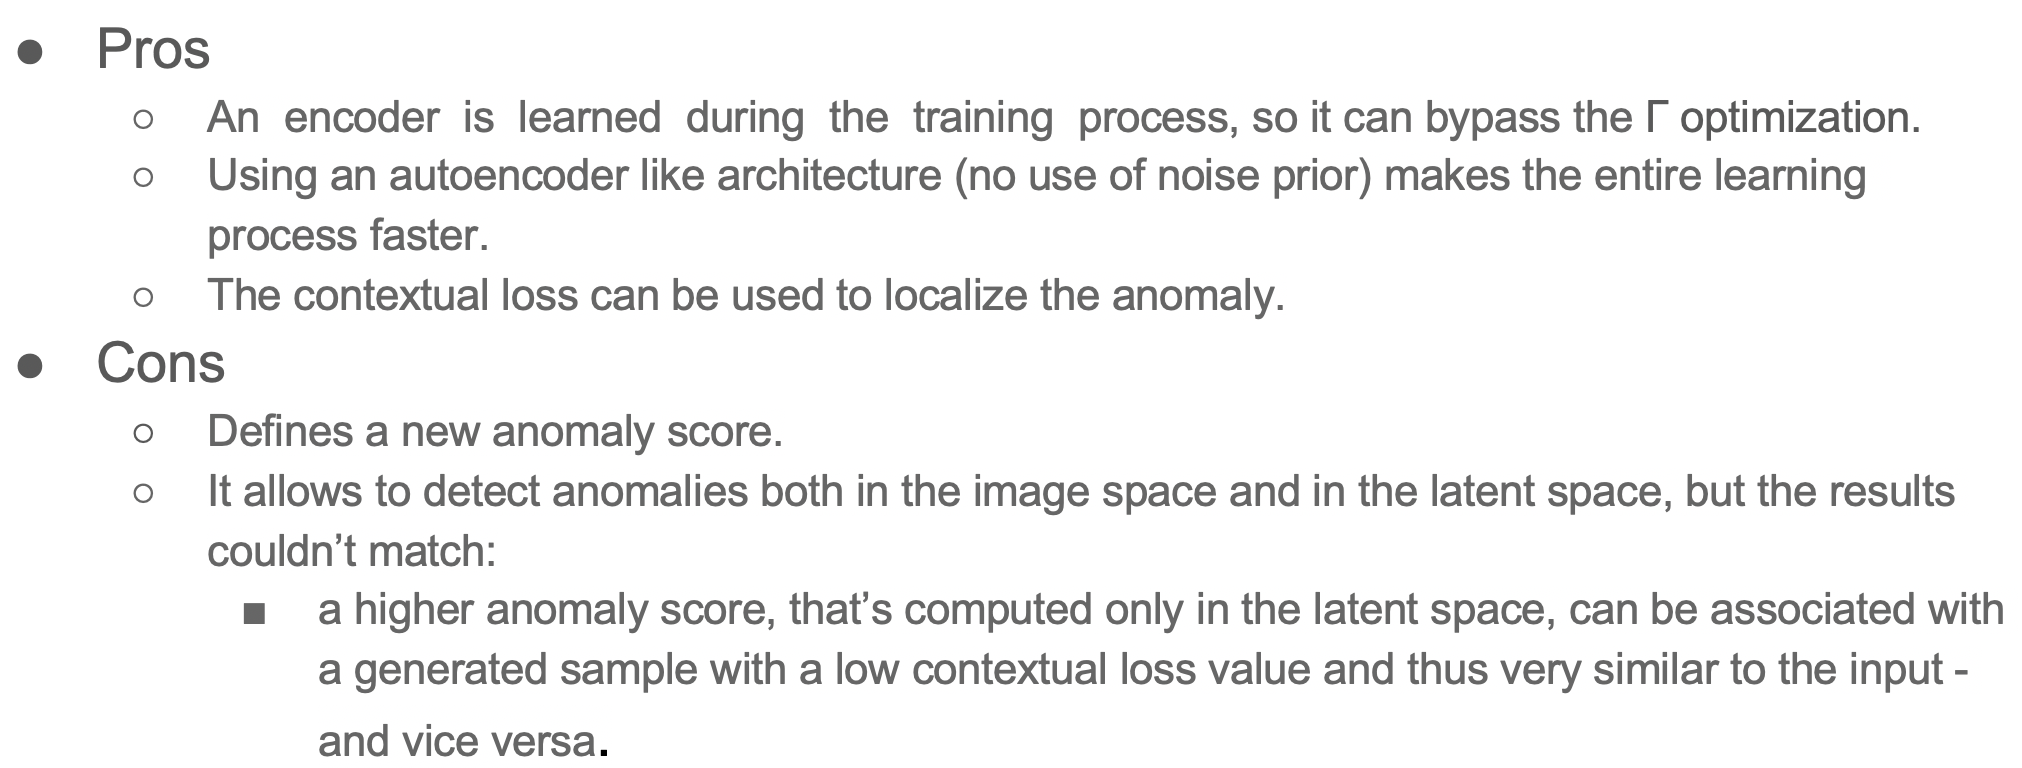 ● Pros
○ An encoder is learned during the training process, so it can bypass the Γ optimization.
○ Using an autoencoder like architecture (no use of noise prior) makes the entire learning
process faster.
○ The contextual loss can be used to localize the anomaly.
● Cons
○ Defines a new anomaly score.
○ It allows to detect anomalies both in the image space and in the latent space, but the results
couldn’t match:
■ a higher anomaly score, that’s computed only in the latent space, can be associated with
a generated sample with a low contextual loss value and thus very similar to the input -
and vice versa.